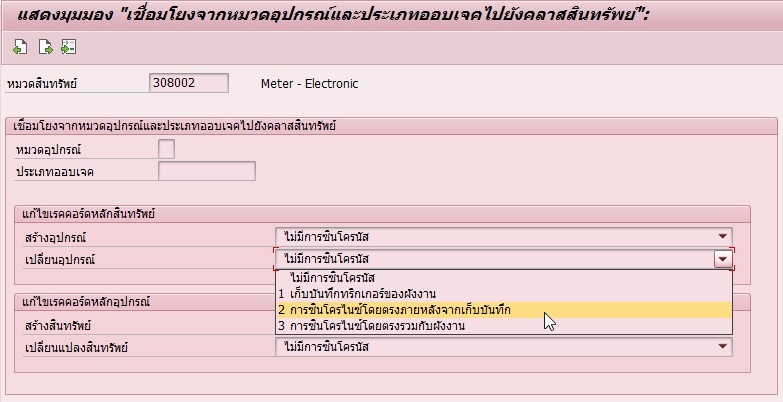 แสดงมุมมอง "เชื่อมโยงจากหมวดอุปกรณ์และประเภทออบเจคไปยังคลาสสินทรัพย์":
หมวดสินทรัพย์ 308002 Meter - Electronic
เชื่อมโยงจากหมวดอุปกรณ์และประเภทออบเจคไปยังคลาสสินทรัพย์
หมวดอุปกรณ์
ประเภทออบเจค
แก้ไขเรคคอร์ดหลักสินทรัพย์
สร้างอุปกรณ์ ไม่มีการซินโครนัส
เปลี่ยนอุปกรณ์ ไม่มีการซินโครนัส
ไม่มีการซินโครนัส
1 เก็บบันทึกทริกเกอร์ของผังงาน
แก้ไขเรคคอร์ดหลักอุปกรณ์
2 การซินโครไนซ์โดยตรงภายหลังจากเก็บบันทึก
สร้างสินทรัพย์
3 การซินโครไนซ์โดยตรงรวมกับผังงาน
เปลี่ยนแปลงสินทรัพย์ ไม่มีการซินโครนัส